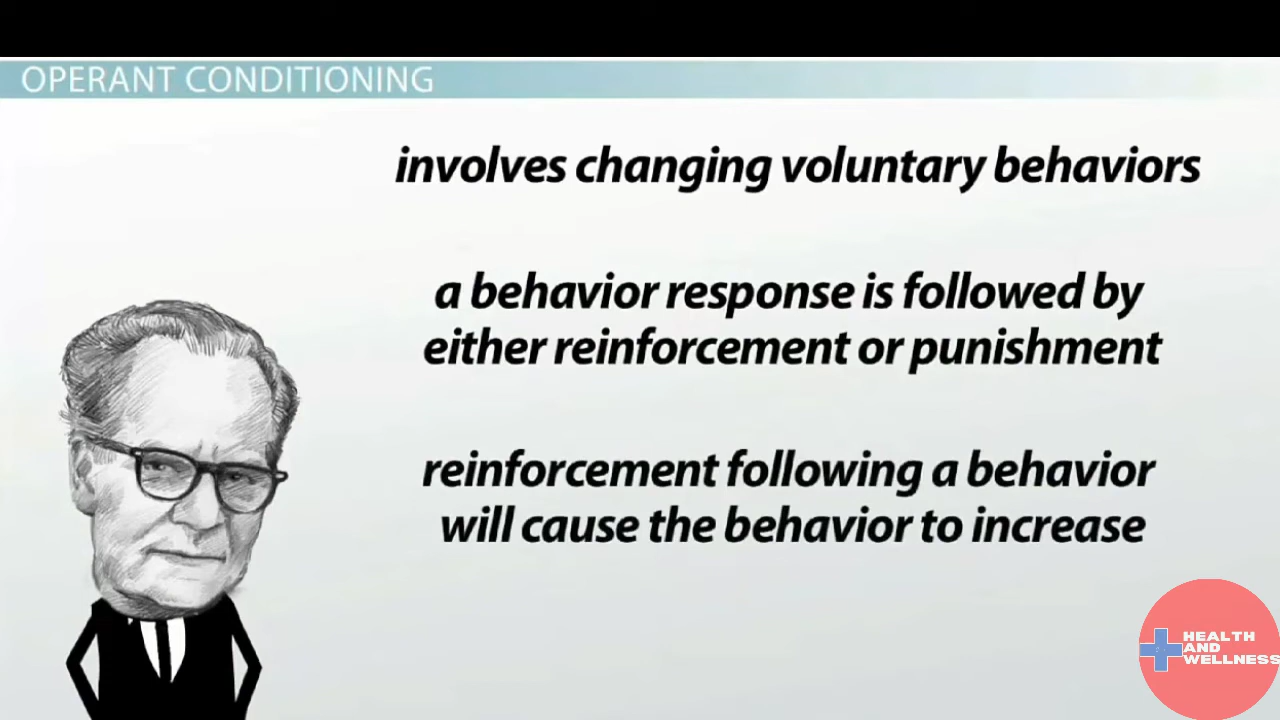 OPERANT CONDITIONING
involves changing voluntary behaviors
a behavior response is followed by
either reinforcement or punishment
reinforcement following a behavior
will cause the behavior to increase
HEALTH
AND
WELLNESS